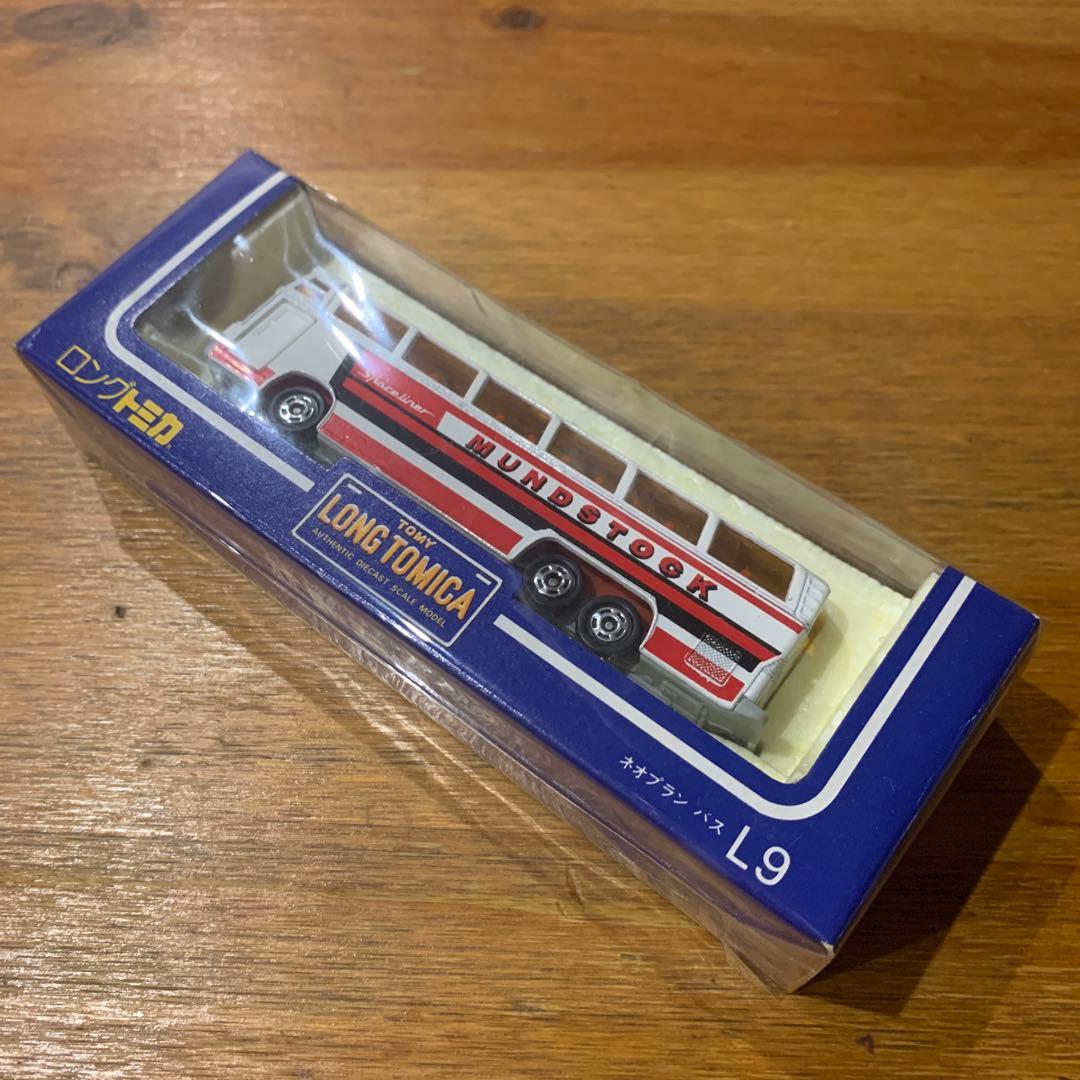 ロングトミカ
TOMY
LONG TOMICA
AUTHENTIC DIECAST SCALE MODEL
Spaceliner
MUNDSTOCK
ネオプラン バス L9